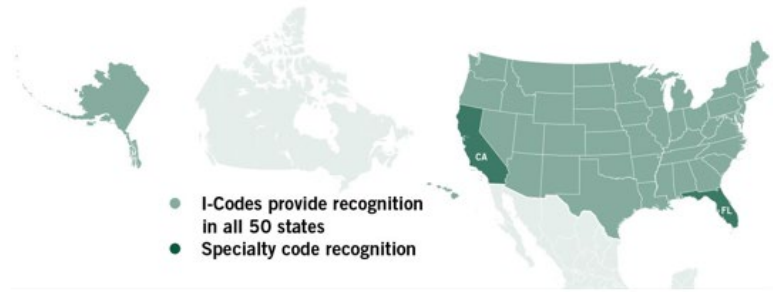 CA
FL
I-Codes provide recognition
in all 50 states
Specialty code recognition